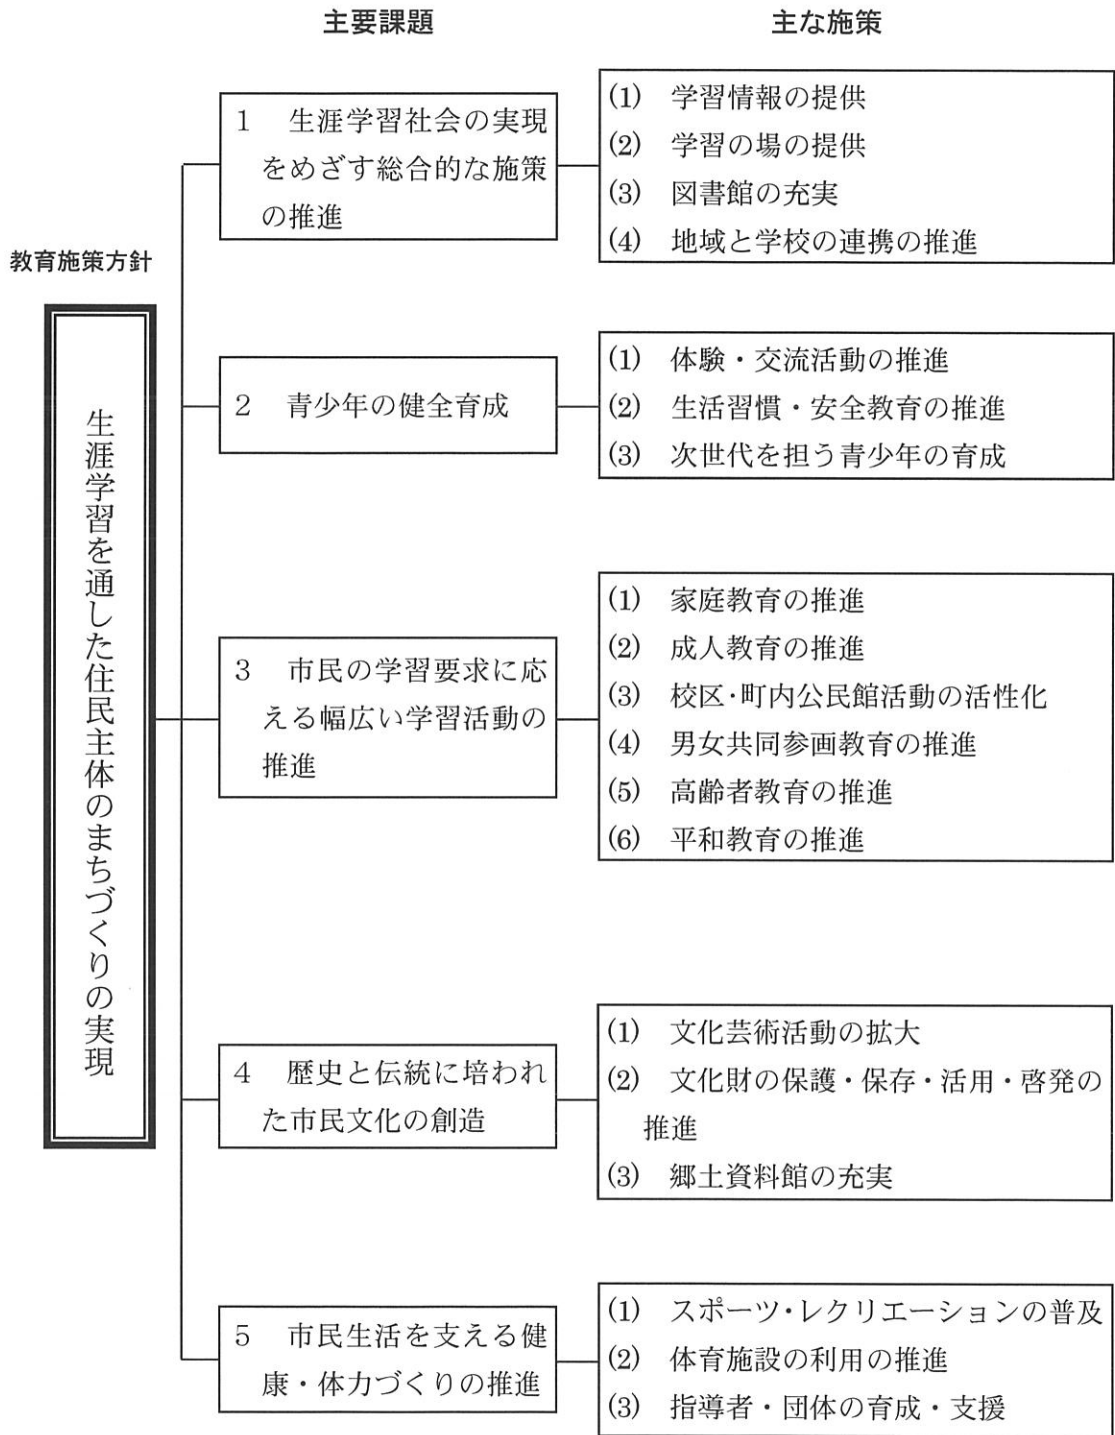 主要課題
主な施策
教育施策方針
生涯学習を通した住民主体のまちづくりの実現
1 生涯学習社会の実現
をめざす総合的な施策
の推進
(1) 学習情報の提供
(2) 学習の場の提供
(3) 図書館の充実
(4) 地域と学校の連携の推進
2 青少年の健全育成
(1) 体験・交流活動の推進
(2) 生活習慣・安全教育の推進
(3) 次世代を担う青少年の育成
3 市民の学習要求に応
える幅広い学習活動の
推進
(1) 家庭教育の推進
(2) 成人教育の推進
(3) 校区・町内公民館活動の活性化
(4) 男女共同参画教育の推進
(5) 高齢者教育の推進
(6) 平和教育の推進
4 歴史と伝統に培われ
た市民文化の創造
(1) 文化芸術活動の拡大
(2) 文化財の保護・保存・活用・啓発の
推進
(3) 郷土資料館の充実
5 市民生活を支える健
康・体力づくりの推進
(1) スポーツ・レクリエーションの普及
(2) 体育施設の利用の推進
(3) 指導者・団体の育成・支援